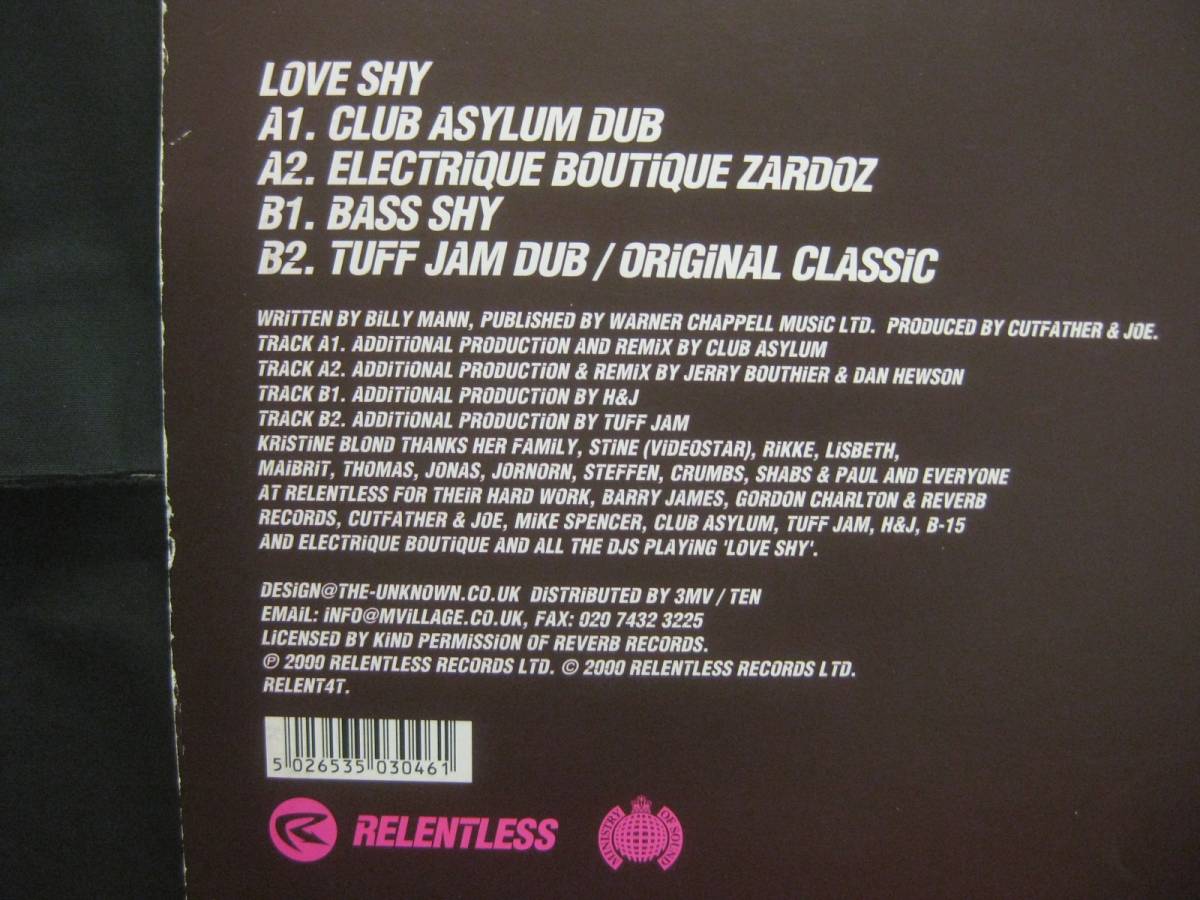 LOVE SHY
A1. CLUB ASYLUM DUB
A2. ELECTRiQUE BOUTiQUE ZARDOZ
B1. BASS SHY
B2. TUFF JAM DUB / ORiGiNAL CLASSiC
WRiTTEN BY BiLLY MANN, PUBLiSHED BY WARNER CHAPPELL MUSiC LTD. PRODUCED BY CUTFATHER & JOE.
TRACK A1. ADDiTiONAL PRODUCTiON AND REMiX BY CLUB ASYLUM
TRACK A2. ADDiTiONAL PRODUCTiON & REMiX BY JERRY BOUTHiER & DAN HEWSON
TRACK B1. ADDiTiONAL PRODUCTiON BY H&J
TRACK B2. ADDiTiONAL PRODUCTiON BY TUFF JAM
KRiSTiNE BLOND THANKS HER FAMiLY, STiNE (ViDEOSTAR), RiKKE, LiSBETH,
MAiBRiT, THOMAS, JONAS, JORNORN, STEFFEN, CRUMBS, SHABS & PAUL AND EVERYONE
AT RELENTLESS FOR THEiR HARD WORK, BARRY JAMES, GORDON CHARLTON & REVERB
RECORDS, CUTFATHER & JOE, MiKE SPENCER, CLUB ASYLUM, TUFF JAM, H&J, B-15
AND ELECTRiQUE BOUTiQUE AND ALL THE DJS PLAYiNG 'LOVE SHY'.
DESiGN@THE-UNKNOWN.CO.UK DiSTRiBUTED BY 3MV / TEN
EMAiL: iNFO@MViLLAGE.CO.UK, FAX: 020 7432 3225
LiCENSED BY KiND PERMiSSiON OF REVERB RECORDS.
℗ 2000 RELENTLESS RECORDS LTD. © 2000 RELENTLESS RECORDS LTD.
RELENT4T.
5 026535 030461
RELENTLESS
MINISTRY OF SOUND